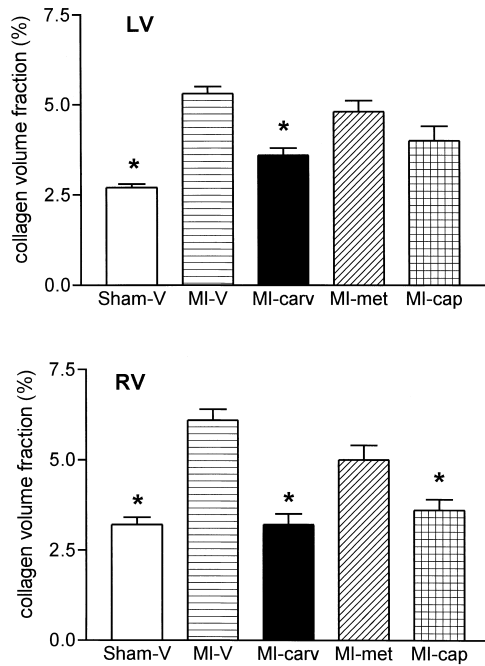 LV
collagen volume fraction (%)
7.5
5.0
2.5
0.0
*
*
Sham-V MI-V MI-carv MI-met MI-cap
RV
collagen volume fraction (%)
7.5
5.0
2.5
0.0
*
*
*
Sham-V MI-V MI-carv MI-met MI-cap